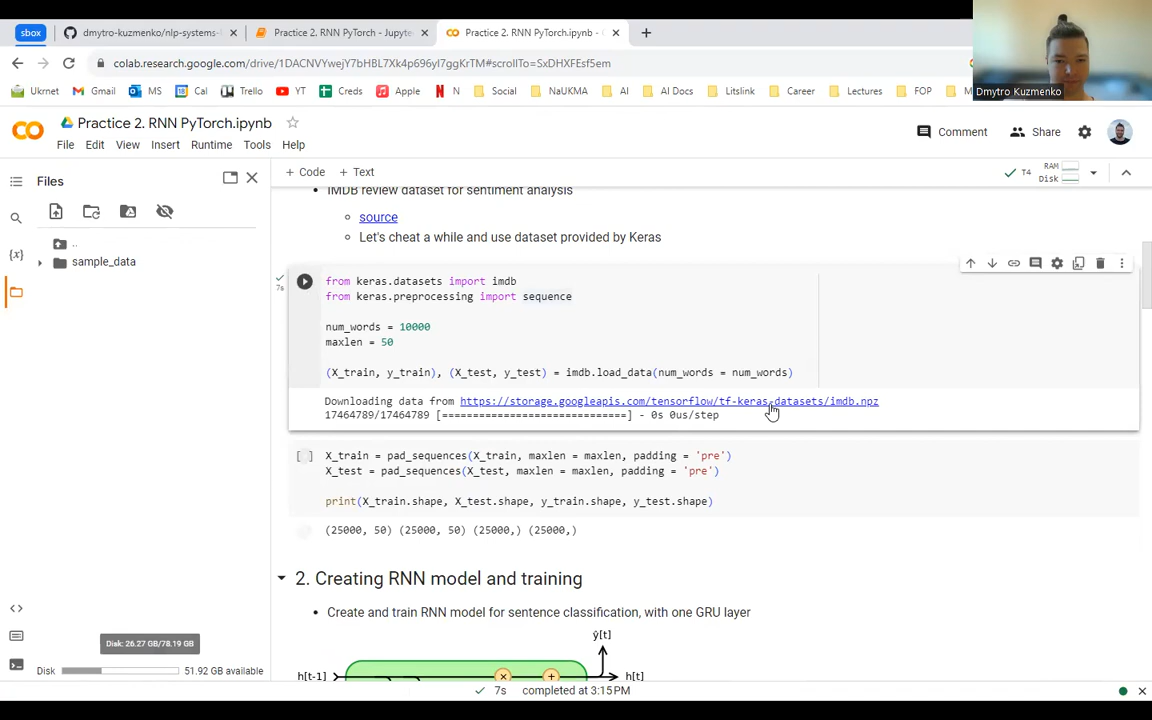 sbox
dmytro-kuzmenko/nlp-systems-
Practice 2. RNN PyTorch - Jupyte
Practice 2. RNN PyTorch.ipynb -
colab.research.google.com/drive/1DACNVYwejY7bHBL7Xk4p696yI7ggKrTM#scrollTo=SxDHXFEsf5em
Ukrnet
Gmail
MS
Cal
Trello
YT
Creds
Apple
N
Social
NaUKMA
AI
AI Docs
Litslink
Career
Lectures
FOP
Dmytro Kuzmenko
Practice 2. RNN PyTorch.ipynb
Comment
Share
File Edit View Insert Runtime Tools Help
+ Code + Text
T4
RAM
Disk
Files
..
sample_data
{x}
• IMDB review dataset for sentiment analysis
source
Let's cheat a while and use dataset provided by Keras
7s
from keras.datasets import imdb
from keras.preprocessing import sequence
num_words = 10000
maxlen = 50
(X_train, y_train), (X_test, y_test) = imdb.load_data(num_words = num_words)
Downloading data from https://storage.googleapis.com/tensorflow/tf-keras-datasets/imdb.npz
17464789/17464789 [==============================] - 0s 0us/step
[ ] X_train = pad_sequences(X_train, maxlen = maxlen, padding = 'pre')
X_test = pad_sequences(X_test, maxlen = maxlen, padding = 'pre')
print(X_train.shape, X_test.shape, y_train.shape, y_test.shape)
(25000, 50) (25000, 50) (25000,) (25000,)
2. Creating RNN model and training
• Create and train RNN model for sentence classification, with one GRU layer
ŷ[t]
h[t-1]
×
+
h[t]
Disk: 26.27 GB/78.19 GB
Disk
51.92 GB available
7s completed at 3:15 PM